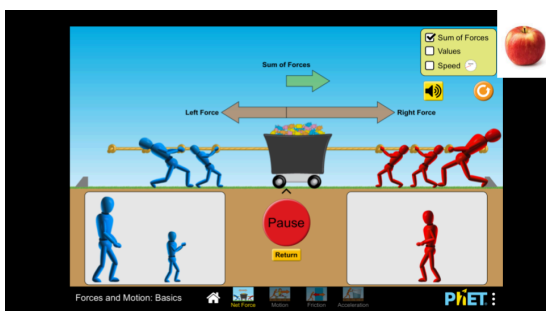 Sum of Forces
Values
Speed
Sum of Forces
Left Force
Right Force
Pause
Return
Forces and Motion: Basics
Net Force
Motion
Friction
Acceleration
PhET